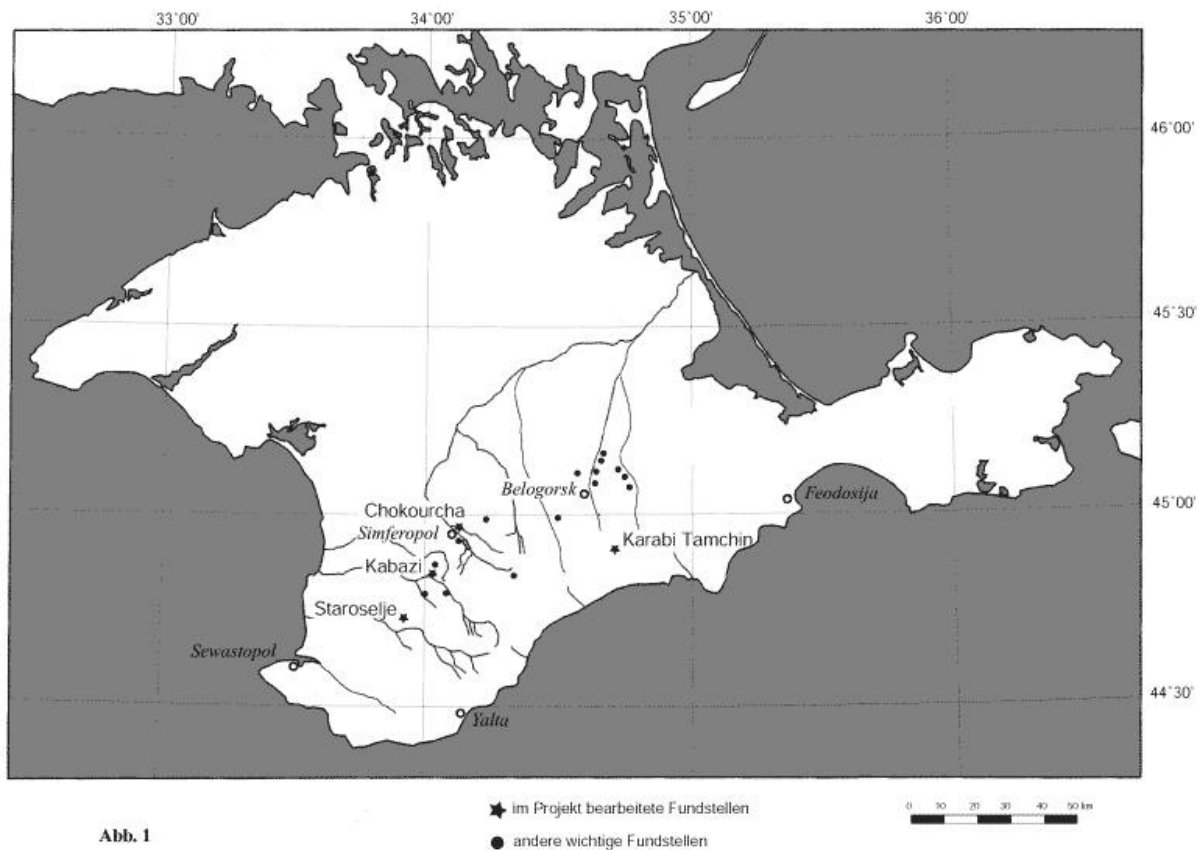 33°00' 34°00' 35°00' 36°00'
46°00'
45°30'
Belogorsk
Feodosija
45°00'
Chokourcha
Simferopol
Karabi Tamchin
Kabazi
Staroselje
Sewastopol
44°30'
Yalta
im Projekt bearbeitete Fundstellen
0 10 20 30 40 50 km
Abb. 1
andere wichtige Fundstellen